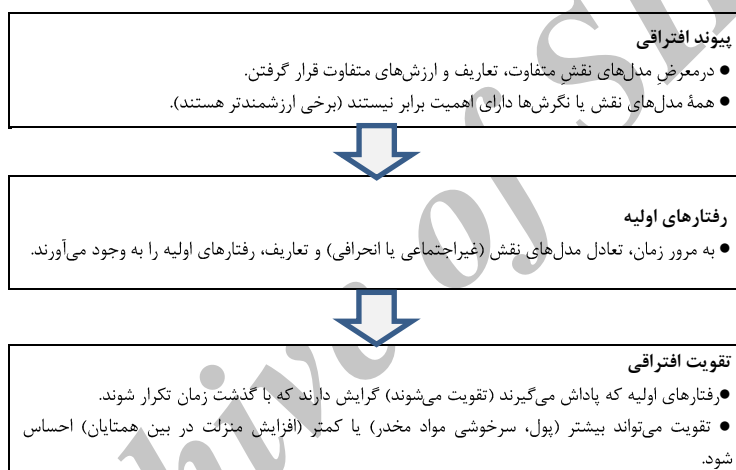 پیوند افتراقی
● درمعرضِ مدل‌های نقشِ متفاوت، تعاریف و ارزش‌های متفاوت قرار گرفتن.
● همهٔ مدل‌های نقش یا نگرش‌ها دارای اهمیت برابر نیستند (برخی ارزشمندتر هستند).
رفتارهای اولیه
● به مرور زمان، تعادل مدل‌های نقش (غیراجتماعی یا انحرافی) و تعاریف، رفتارهای اولیه را به وجود می‌آورند.
تقویت افتراقی
●رفتارهای اولیه که پاداش می‌گیرند (تقویت می‌شوند) گرایش دارند که با گذشت زمان تکرار شوند.
● تقویت می‌تواند بیشتر (پول، سرخوشی مواد مخدر) یا کمتر (افزایش منزلت در بین همتایان) احساس
شود.